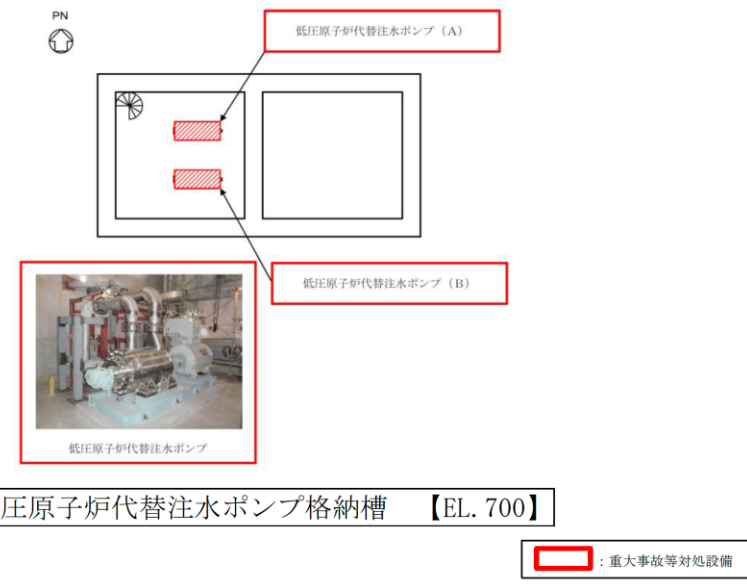 PN
低圧原子炉代替注水ポンプ（A）
低圧原子炉代替注水ポンプ（B）
低圧原子炉代替注水ポンプ
圧原子炉代替注水ポンプ格納槽　【EL.700】
：重大事故等対処設備